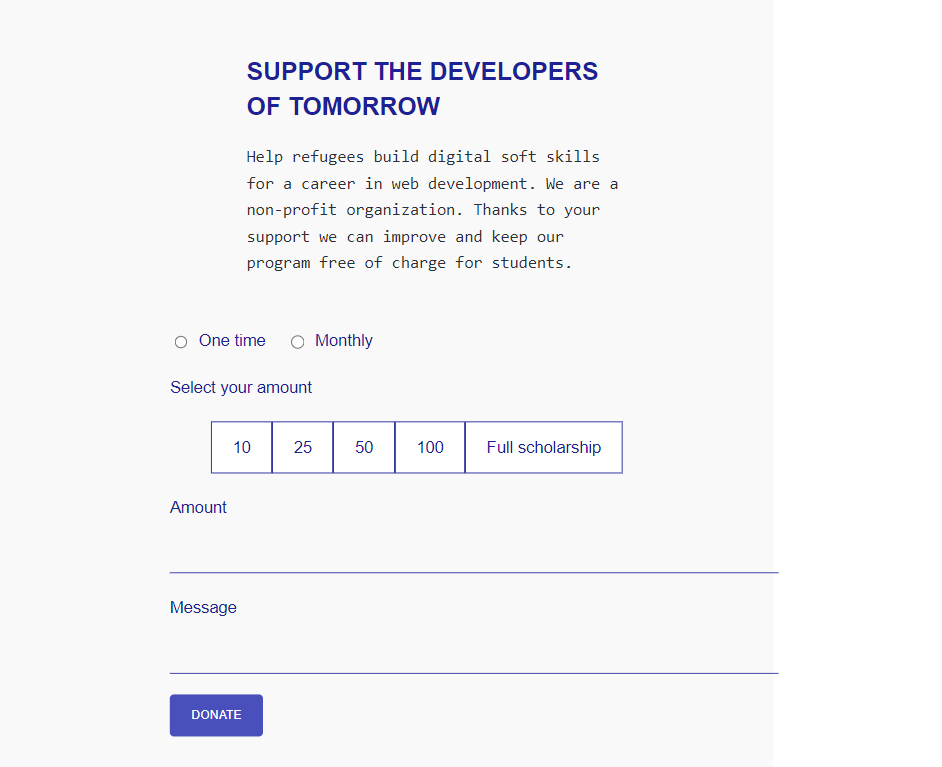 SUPPORT THE DEVELOPERS
OF TOMORROW
Help refugees build digital soft skills
for a career in web development. We are a
non-profit organization. Thanks to your
support we can improve and keep our
program free of charge for students.
One time Monthly
Select your amount
10 25 50 100 Full scholarship
Amount
Message
DONATE